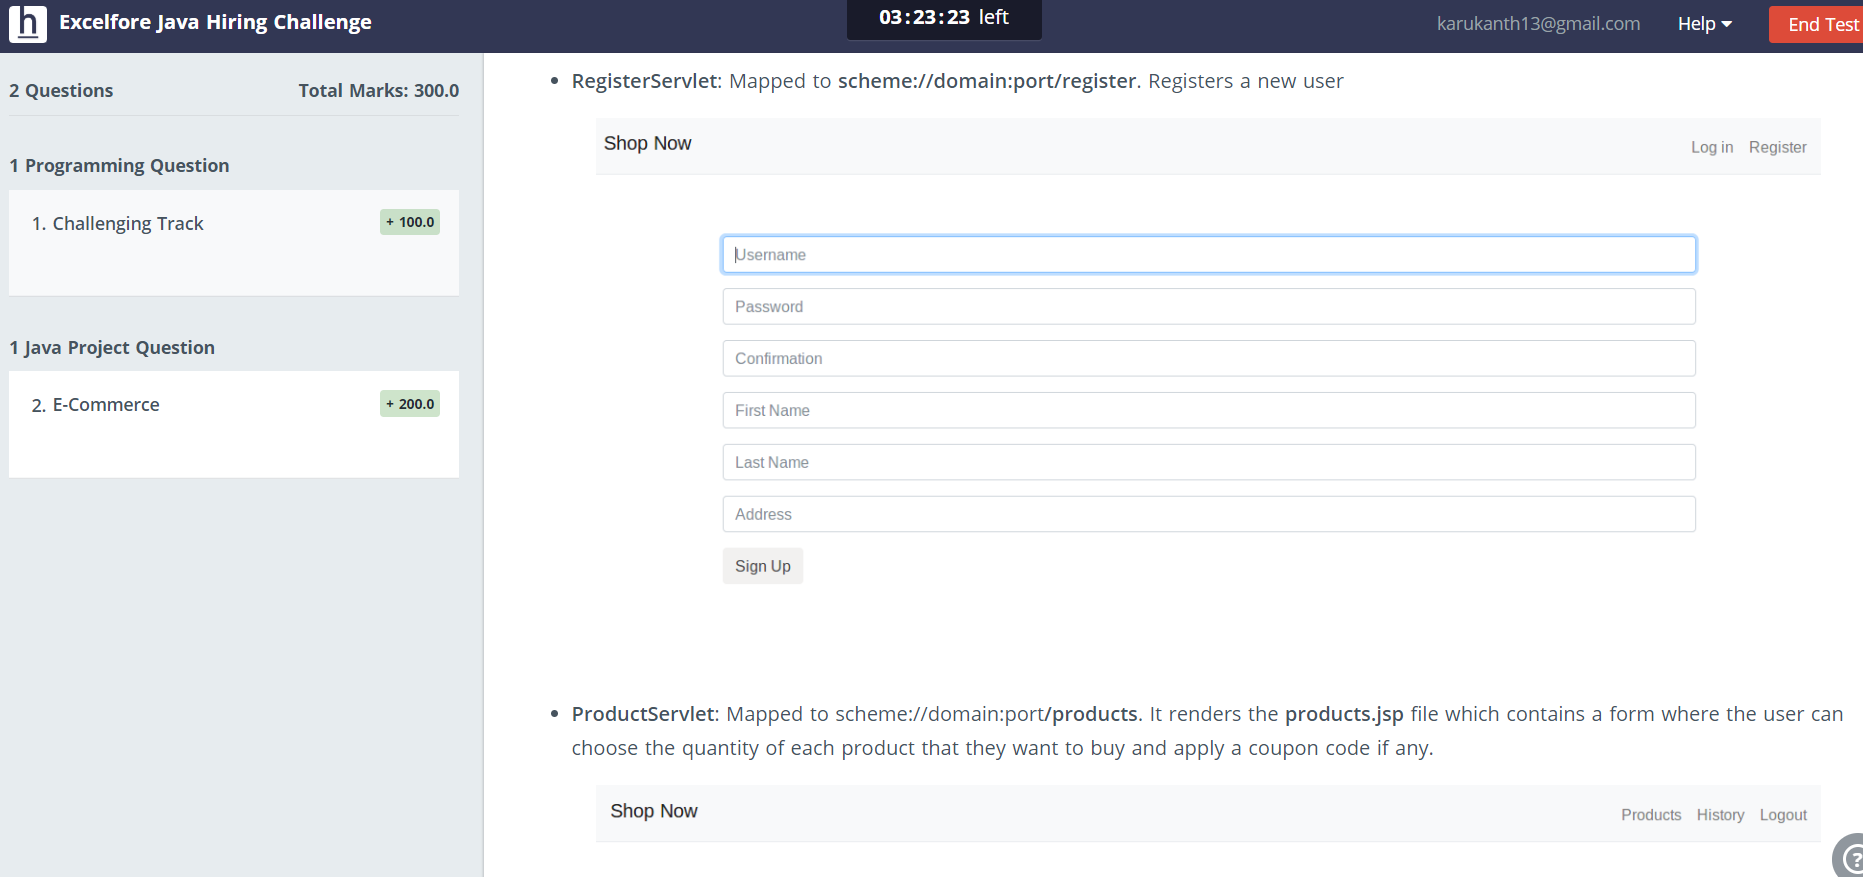 h Excelfore Java Hiring Challenge
03:23:23 left
karukanth13@gmail.com
Help
End Test
2 Questions
Total Marks: 300.0
1 Programming Question
1. Challenging Track
+ 100.0
1 Java Project Question
2. E-Commerce
+ 200.0
• RegisterServlet: Mapped to scheme://domain:port/register. Registers a new user
Shop Now
Log in Register
Username
Password
Confirmation
First Name
Last Name
Address
Sign Up
• ProductServlet: Mapped to scheme://domain:port/products. It renders the products.jsp file which contains a form where the user can
choose the quantity of each product that they want to buy and apply a coupon code if any.
Shop Now
Products History Logout
?